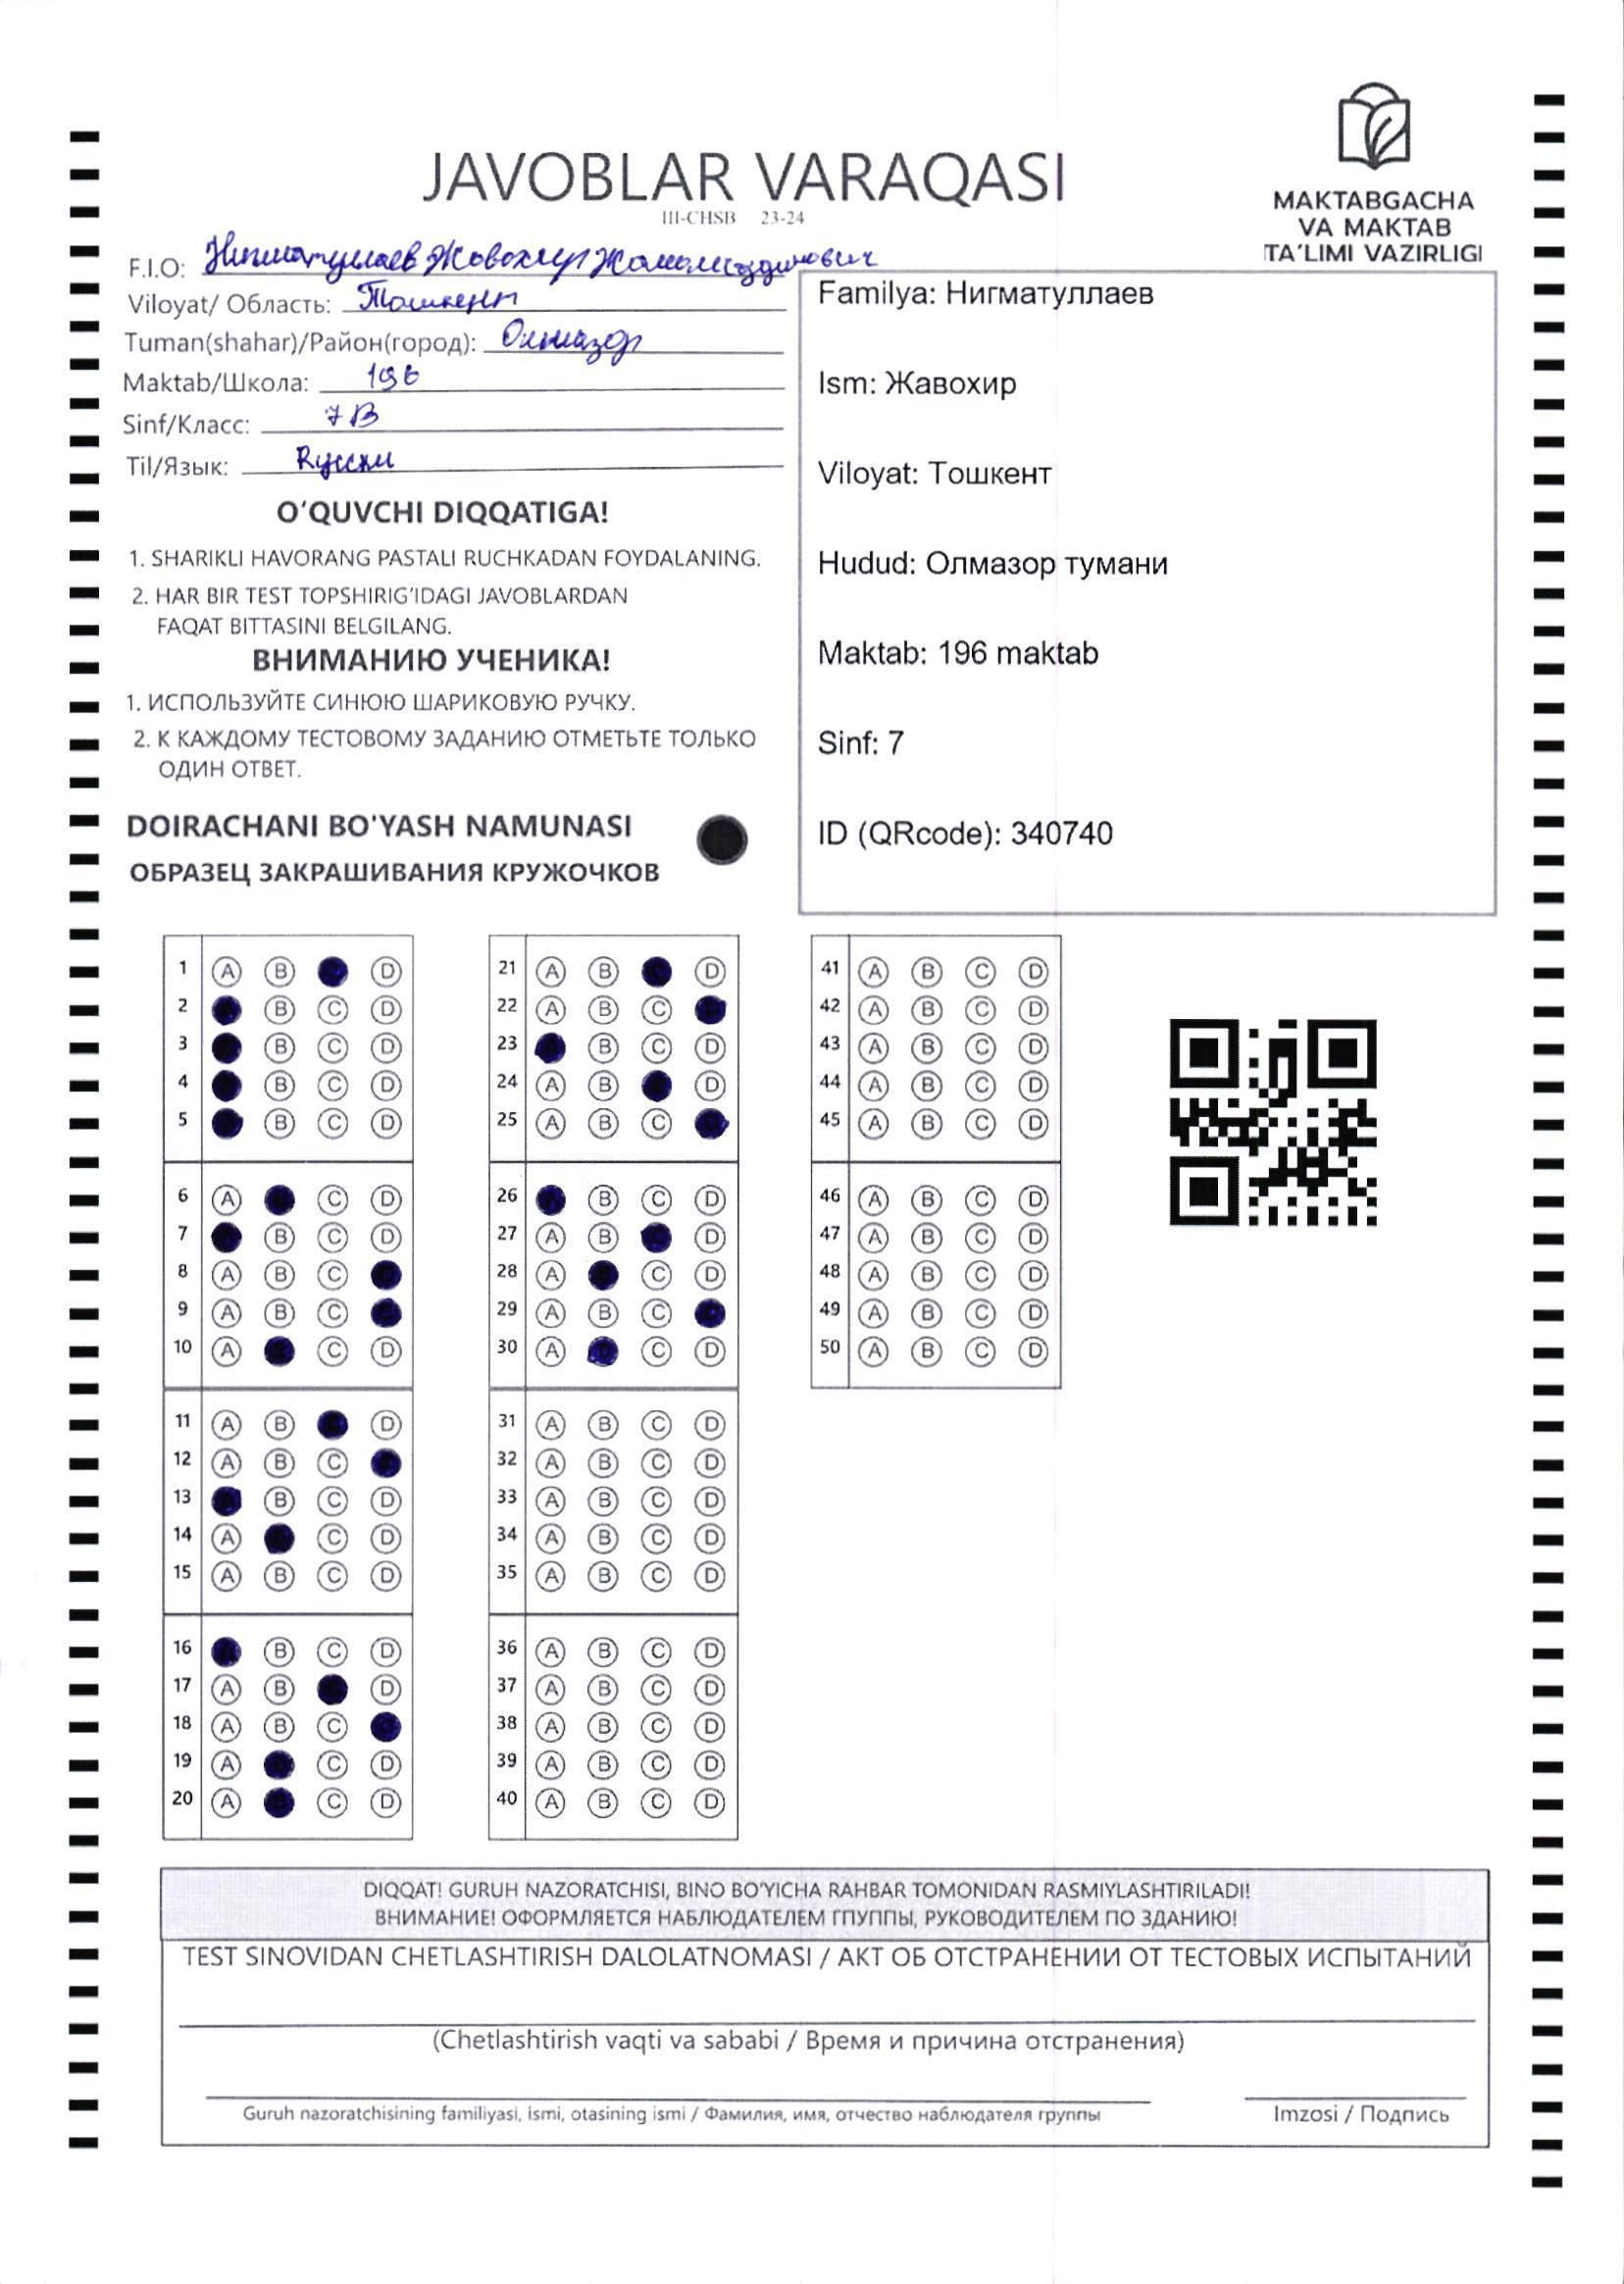 MAKTABGACHA
VA MAKTAB
TA'LIMI VAZIRLIGI
JAVOBLAR VARAQASI
III-CHSB 23-24
F.I.O: Нигматуллаев Жовохир
Viloyat/ Область: Ташкент
Tuman(shahar)/Район(город): Олмазор
Maktab/Школа: 196
Sinf/Класс: 7В
Til/Язык: Русски
O'QUVCHI DIQQATIGA!
1. SHARIKLI HAVORANG PASTALI RUCHKADAN FOYDALANING.
2. HAR BIR TEST TOPSHIRIG'IDAGI JAVOBLARDAN
FAQAT BITTASINI BELGILANG.
ВНИМАНИЮ УЧЕНИКА!
1. ИСПОЛЬЗУЙТЕ СИНЮЮ ШАРИКОВУЮ РУЧКУ.
2. К КАЖДОМУ ТЕСТОВОМУ ЗАДАНИЮ ОТМЕТЬТЕ ТОЛЬКО
ОДИН ОТВЕТ.
DOIRACHANI BO'YASH NAMUNASI
ОБРАЗЕЦ ЗАКРАШИВАНИЯ КРУЖОЧКОВ
Familya: Нигматуллаев
Ism: Жавохир
Viloyat: Тошкент
Hudud: Олмазор тумани
Maktab: 196 maktab
Sinf: 7
ID (QRcode): 340740
1 A B D
2 B C D
3 B C D
4 B C D
5 B C D
6 A C D
7 B C D
8 A B C
9 A B C
10 A C D
11 A B D
12 A B C
13 B C D
14 A C D
15 A B C D
16 B C D
17 A B D
18 A B C
19 A C D
20 A C D
21 A B D
22 A B C
23 B C D
24 A B D
25 A B C
26 B C D
27 A B D
28 A C D
29 A B C
30 A C D
31 A B C D
32 A B C D
33 A B C D
34 A B C D
35 A B C D
36 A B C D
37 A B C D
38 A B C D
39 A B C D
40 A B C D
41 A B C D
42 A B C D
43 A B C D
44 A B C D
45 A B C D
46 A B C D
47 A B C D
48 A B C D
49 A B C D
50 A B C D
DIQQAT! GURUH NAZORATCHISI, BINO BO'YICHA RAHBAR TOMONIDAN RASMIYLASHTIRILADI!
ВНИМАНИЕ! ОФОРМЛЯЕТСЯ НАБЛЮДАТЕЛЕМ ГПУППЫ, РУКОВОДИТЕЛЕМ ПО ЗДАНИЮ!
TEST SINOVIDAN CHETLASHTIRISH DALOLATNOMASI / АКТ ОБ ОТСТРАНЕНИИ ОТ ТЕСТОВЫХ ИСПЫТАНИЙ
(Chetlashtirish vaqti va sababi / Время и причина отстранения)
Guruh nazoratchisining familiyasi, ismi, otasining ismi / Фамилия, имя, отчество наблюдателя группы
Imzosi / Подпись